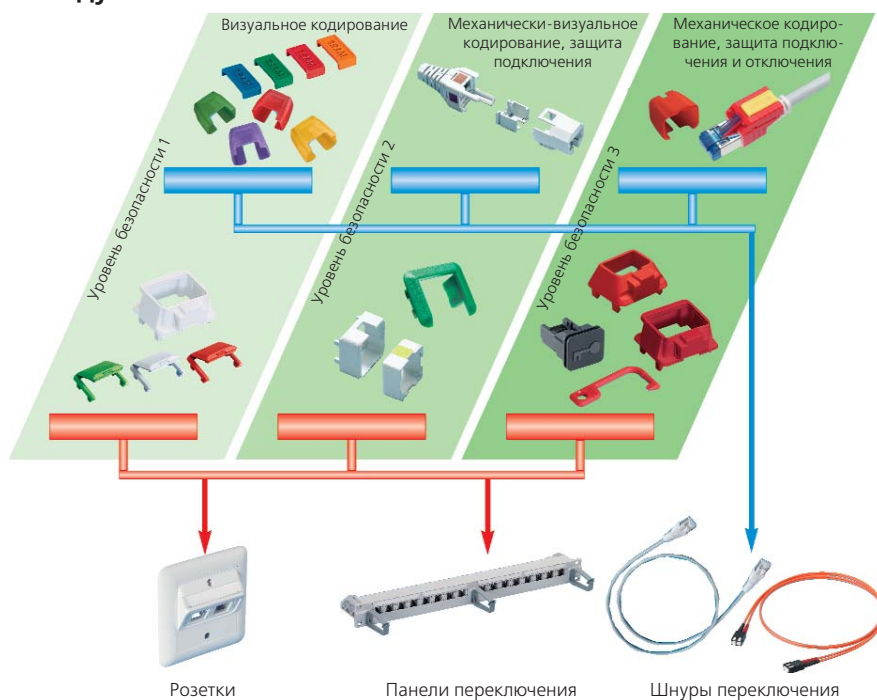 Визуальное кодирование
Механически-визуальное
кодирование, защита
подключения
Механическое кодиро-
вание, защита подклю-
чения и отключения
Уровень безопасности 1
Уровень безопасности 2
Уровень безопасности 3
Розетки
Панели переключения
Шнуры переключения